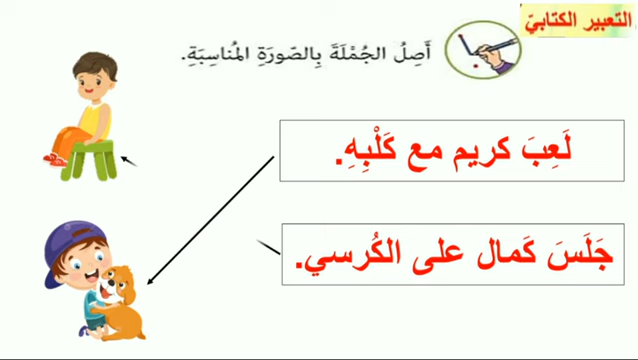 التعبير الكتابيّ
أَصِلُ الجُمْلَةَ بِالصّورَةِ المُناسِبَةِ.
لَعِبَ كريم مع كَلْبِهِ.
جَلَسَ كَمال على الكُرسي.